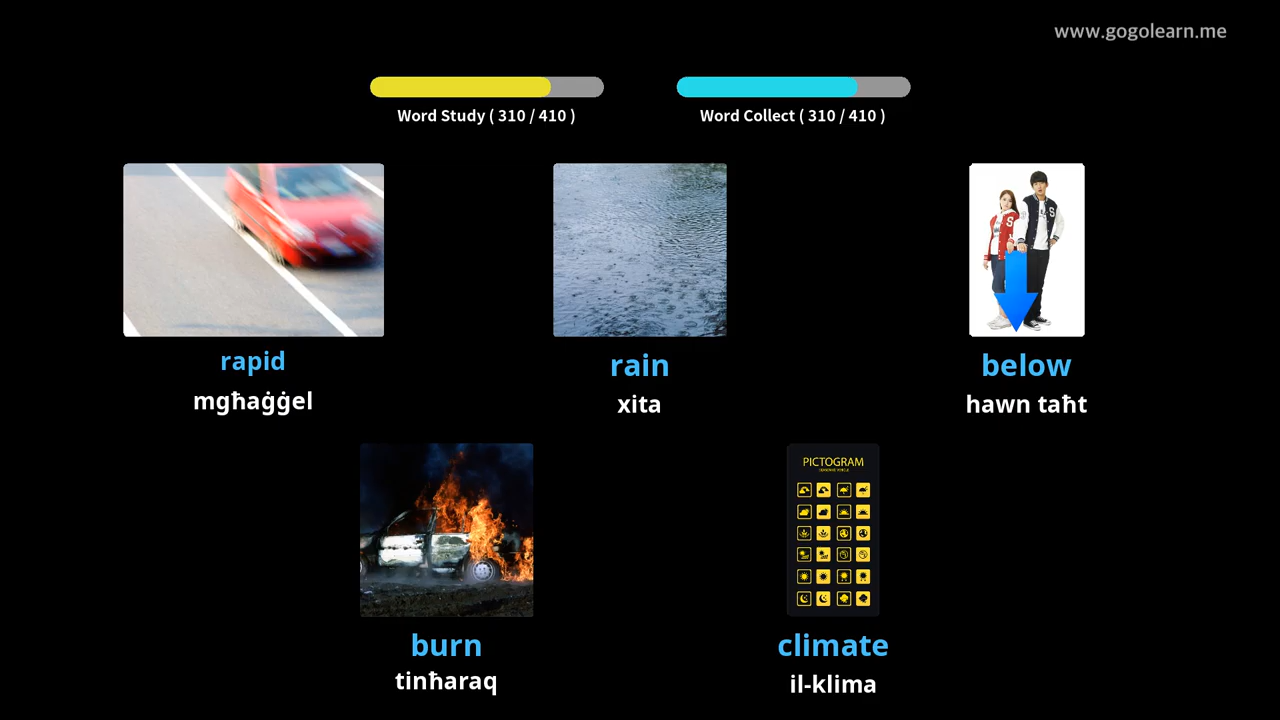 www.gogolearn.me
Word Study ( 310 / 410 )
Word Collect ( 310 / 410 )
S
S
rapid
mgħaġġel
rain
xita
below
hawn taħt
PICTOGRAM
burn
tinħaraq
climate
il-klima